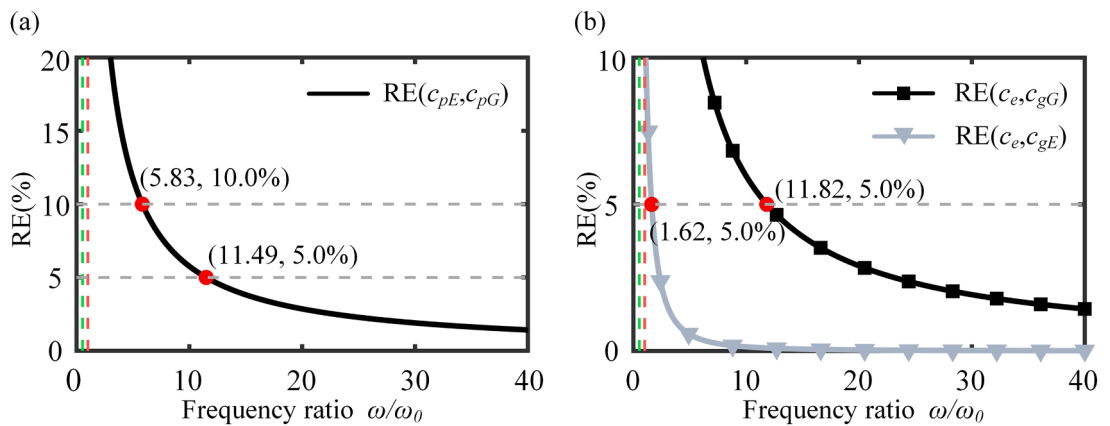 (a)
20
15
10
5
0
RE(%)
RE(c_pE,c_pG)
(5.83, 10.0%)
(11.49, 5.0%)
0 10 20 30 40
Frequency ratio ω/ω_0
(b)
10
5
0
RE(%)
RE(c_e,c_gG)
RE(c_e,c_gE)
(11.82, 5.0%)
(1.62, 5.0%)
0 10 20 30 40
Frequency ratio ω/ω_0